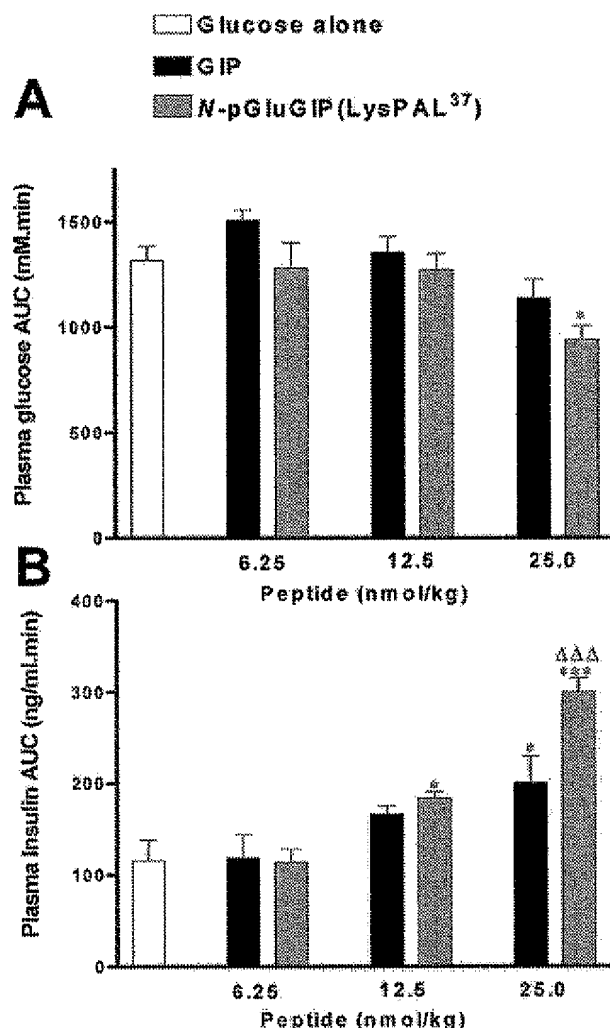 Glucose alone
GIP
N-pGluGIP(LysPAL³⁷)
A
Plasma glucose AUC (mM.min)
1500
1000
500
0
*
6.25 12.5 25.0
Peptide (nmol/kg)
B
Plasma Insulin AUC (ng/ml.min)
400
300
200
100
0
ΔΔΔ
***
*
*
6.25 12.5 25.0
Peptide (nmol/kg)